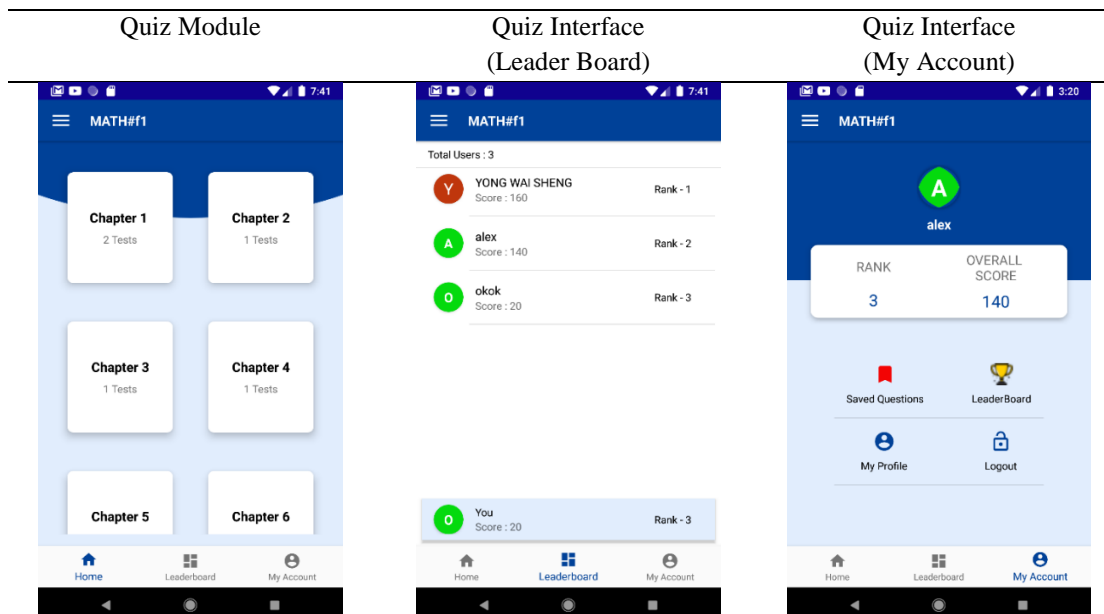 Quiz Module
Quiz Interface
(Leader Board)
Quiz Interface
(My Account)
7:41
MATH#f1
Chapter 1
2 Tests
Chapter 2
1 Tests
Chapter 3
1 Tests
Chapter 4
1 Tests
Chapter 5
Chapter 6
Home
Leaderboard
My Account
7:41
MATH#f1
Total Users : 3
Y
YONG WAI SHENG
Score : 160
Rank - 1
A
alex
Score : 140
Rank - 2
O
okok
Score : 20
Rank - 3
O
You
Score : 20
Rank - 3
Home
Leaderboard
My Account
3:20
MATH#f1
A
alex
RANK
3
OVERALL
SCORE
140
Saved Questions
LeaderBoard
My Profile
Logout
Home
Leaderboard
My Account